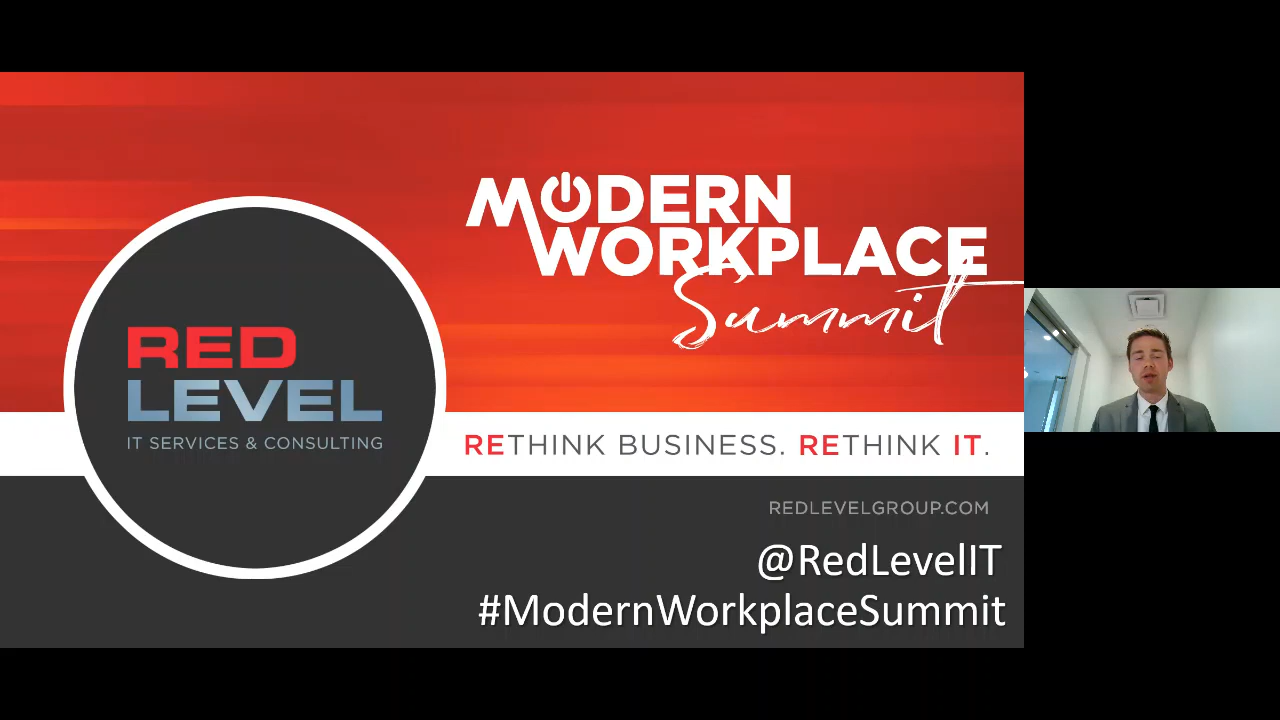 MODERN
WORKPLACE
Summit
RED
LEVEL
IT SERVICES & CONSULTING
RETHINK BUSINESS. RETHINK IT.
REDLEVELGROUP.COM
@RedLevelIT
#ModernWorkplaceSummit